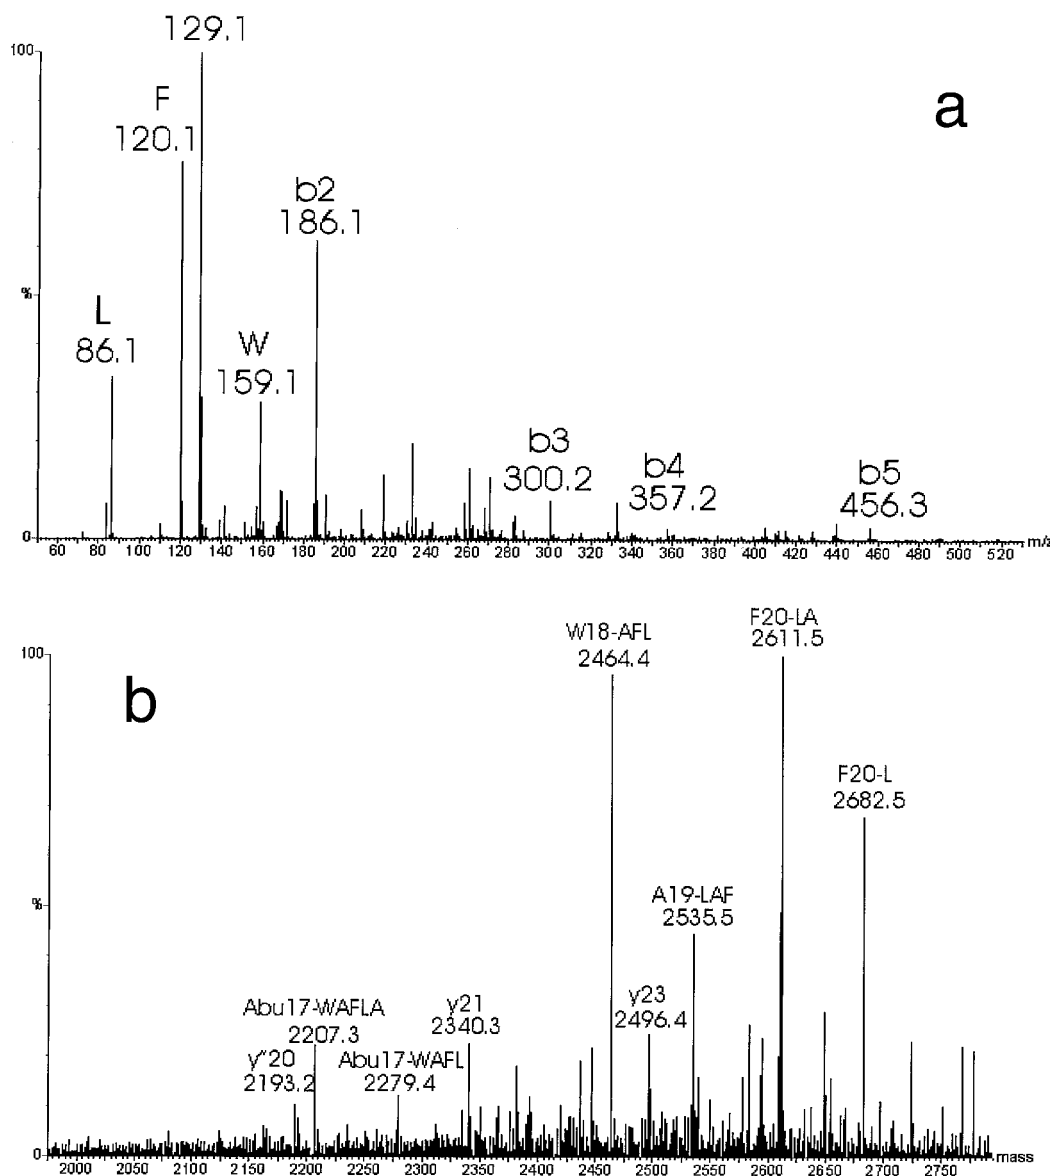 129.1
100
a
F
120.1
b2
186.1
%
L
86.1
W
159.1
b3
300.2
b4
357.2
b5
456.3
0
60 80 100 120 140 160 180 200 220 240 260 280 300 320 340 360 380 400 420 440 460 480 500 520 m/z
F20-LA
2611.5
W18-AFL
2464.4
100
b
F20-L
2682.5
A19-LAF
2535.5
%
y23
2496.4
y21
2340.3
Abu17-WAFLA
2207.3
y"20
2193.2
Abu17-WAFL
2279.4
0
2000 2050 2100 2150 2200 2250 2300 2350 2400 2450 2500 2550 2600 2650 2700 2750 mass